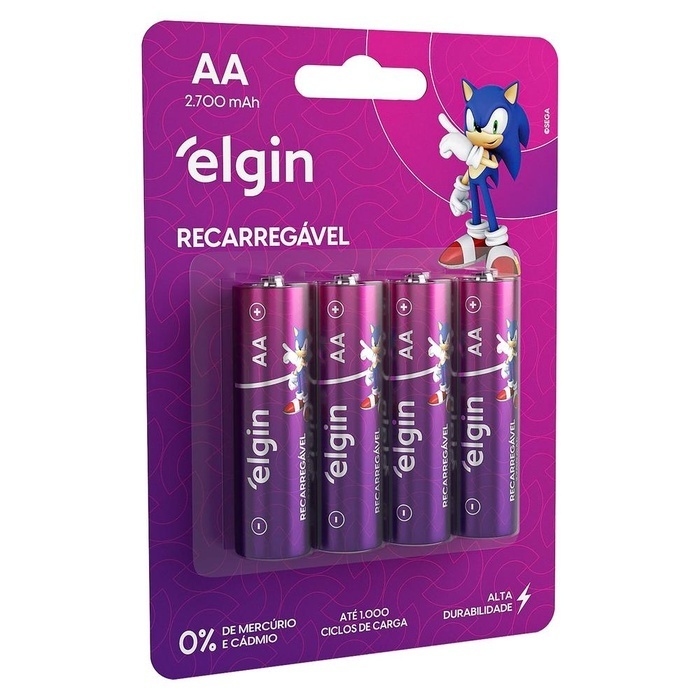 AA
2.700 mAh
©SEGA
elgin
RECARREGÁVEL
+ AA elgin RECARREGÁVEL -
+ AA elgin RECARREGÁVEL -
+ AA elgin RECARREGÁVEL -
+ AA elgin RECARREGÁVEL -
0% DE MERCÚRIO
E CÁDMIO
ATÉ 1.000
CICLOS DE CARGA
ALTA
DURABILIDADE